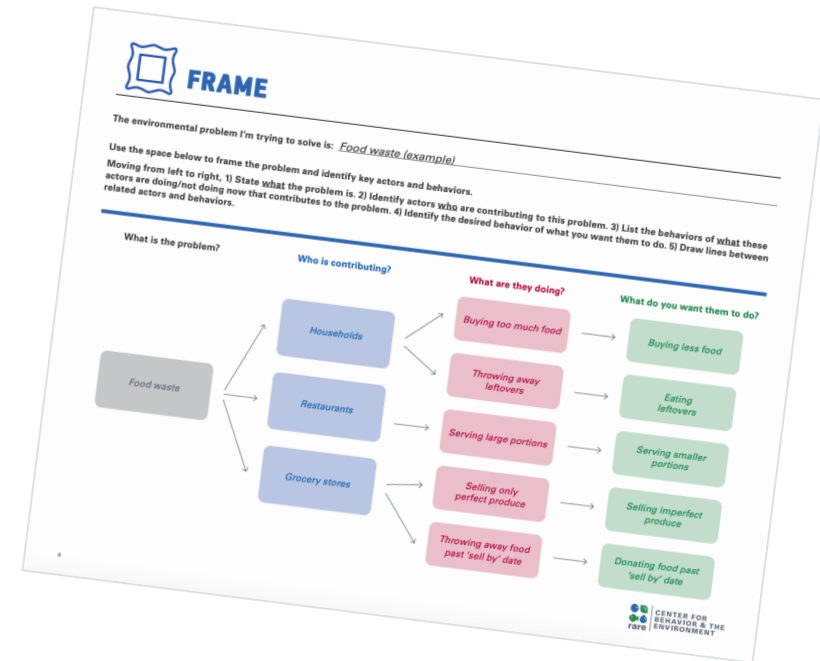 FRAME
The environmental problem I'm trying to solve is: Food waste (example)
Use the space below to frame the problem and identify key actors and behaviors.
Moving from left to right, 1) State what the problem is. 2) Identify actors who are contributing to this problem. 3) List the behaviors of what these
actors are doing/not doing now that contributes to the problem. 4) Identify the desired behavior of what you want them to do. 5) Draw lines between
related actors and behaviors.
What is the problem?
Who is contributing?
What are they doing?
What do you want them to do?
Food waste
Households
Restaurants
Grocery stores
Buying too much food
Throwing away
leftovers
Serving large portions
Selling only
perfect produce
Throwing away food
past 'sell by' date
Buying less food
Eating
leftovers
Serving smaller
portions
Selling imperfect
produce
Donating food past
'sell by' date
4
rare
CENTER FOR
BEHAVIOR & THE
ENVIRONMENT